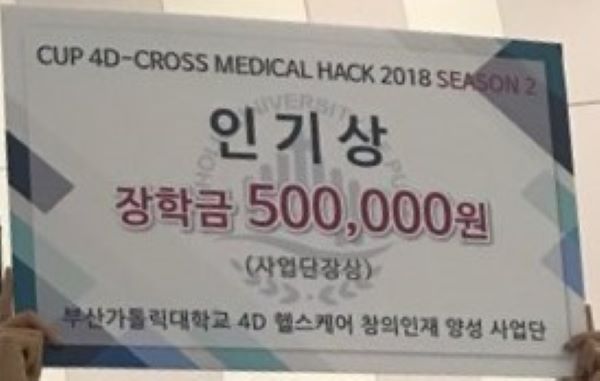 CUP 4D-CROSS MEDICAL HACK 2018 SEASON 2
인기상
장학금 500,000원
(사업단장상)
부산가톨릭대학교 4D 헬스케어 창의인재 양성 사업단